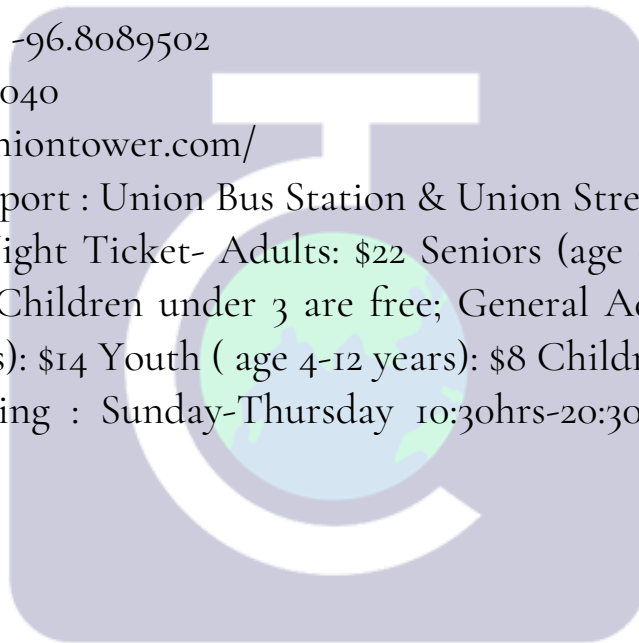 -96.8089502
040
niontower.com/
port : Union Bus Station & Union Stre
ight Ticket- Adults: $22 Seniors (age
Children under 3 are free; General Ad
s): $14 Youth ( age 4-12 years): $8 Childr
ing : Sunday-Thursday 10:30hrs-20:30